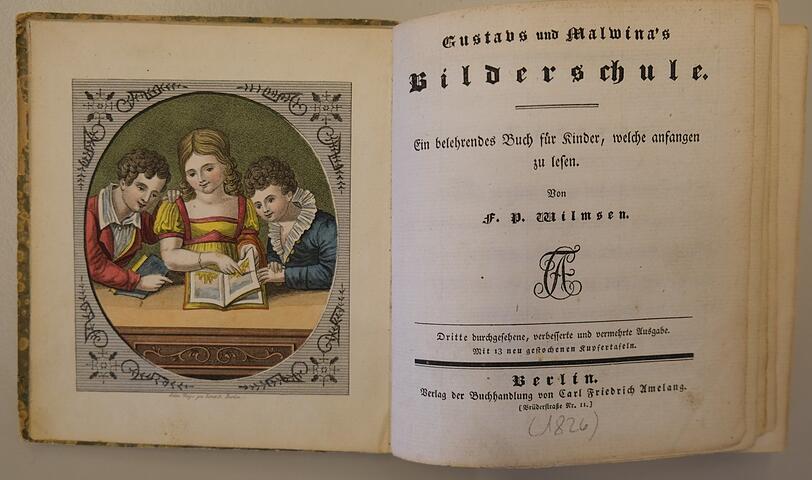 Gustavs und Malwina's
Bilderschule.
Ein belehrendes Buch für Kinder, welche anfangen
zu lesen.
Von
F. P. Wilmsen.
Dritte durchgesehene, verbesserte und vermehrte Ausgabe.
Mit 13 neu gestochenen Kupfertafeln.
Berlin.
Verlag der Buchhandlung von Carl Friedrich Amelang.
(Brüderstraße Nr. 11.)
(1826)